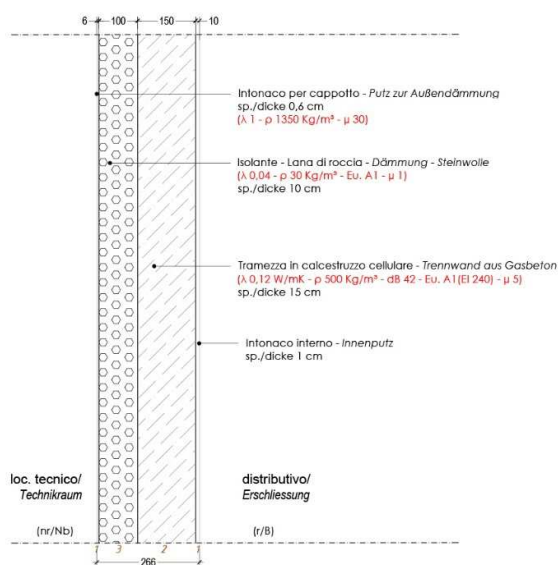 6 100 150 10
Intonaco per cappotto - Putz zur Außendämmung
sp./dicke 0,6 cm
(λ 1 - ρ 1350 Kg/m³ - μ 30)
Isolante - Lana di roccia - Dämmung - Steinwolle
(λ 0,04 - ρ 30 Kg/m³ - Eu. A1 - μ 1)
sp./dicke 10 cm
Tramezza in calcestruzzo cellulare - Trennwand aus Gasbeton
(λ 0,12 W/mK - ρ 500 Kg/m³ - dB 42 - Eu. A1(EI 240) - μ 5)
sp./dicke 15 cm
Intonaco interno - Innenputz
sp./dicke 1 cm
loc. tecnico/
Technikraum
(nr/Nb)
distributivo/
Erschliessung
(r/B)
1 3 2 1
266